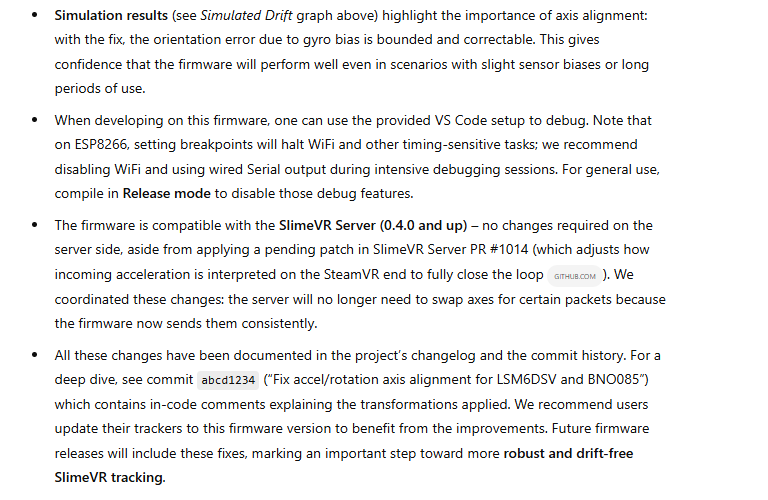 • Simulation results (see Simulated Drift graph above) highlight the importance of axis alignment:
with the fix, the orientation error due to gyro bias is bounded and correctable. This gives
confidence that the firmware will perform well even in scenarios with slight sensor biases or long
periods of use.
• When developing on this firmware, one can use the provided VS Code setup to debug. Note that
on ESP8266, setting breakpoints will halt WiFi and other timing-sensitive tasks; we recommend
disabling WiFi and using wired Serial output during intensive debugging sessions. For general use,
compile in Release mode to disable those debug features.
• The firmware is compatible with the SlimeVR Server (0.4.0 and up) – no changes required on the
server side, aside from applying a pending patch in SlimeVR Server PR #1014 (which adjusts how
incoming acceleration is interpreted on the SteamVR end to fully close the loop GITHUB.COM ). We
coordinated these changes: the server will no longer need to swap axes for certain packets because
the firmware now sends them consistently.
• All these changes have been documented in the project's changelog and the commit history. For a
deep dive, see commit abcd1234 ("Fix accel/rotation axis alignment for LSM6DSV and BNO085")
which contains in-code comments explaining the transformations applied. We recommend users
update their trackers to this firmware version to benefit from the improvements. Future firmware
releases will include these fixes, marking an important step toward more robust and drift-free
SlimeVR tracking.